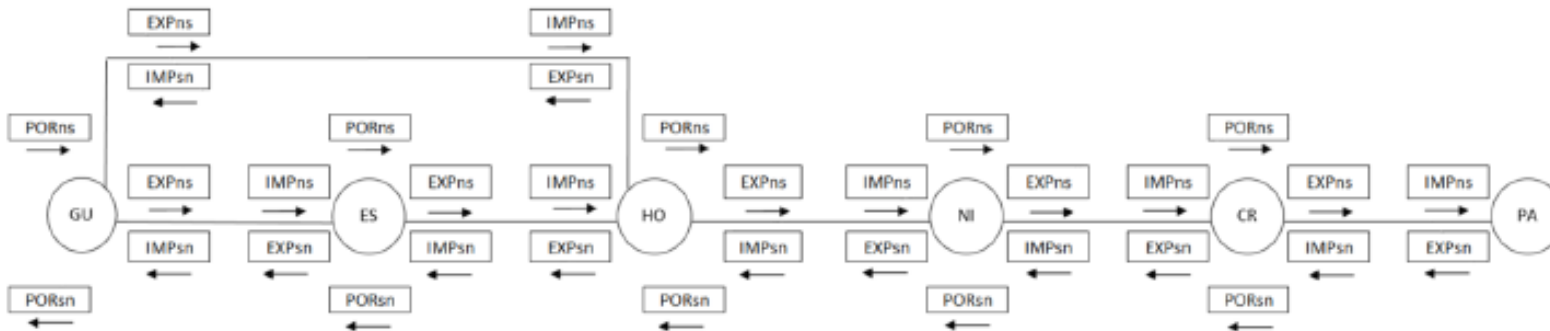 EXPns IMPns
IMPsn EXPsn
PORns PORns PORns PORns PORns
EXPns IMPns EXPns IMPns EXPns IMPns EXPns IMPns EXPns IMPns
GU ES HO NI CR PA
IMPsn EXPsn IMPsn EXPsn IMPsn EXPsn IMPsn EXPsn IMPsn EXPsn
PORsn PORsn PORsn PORsn PORsn